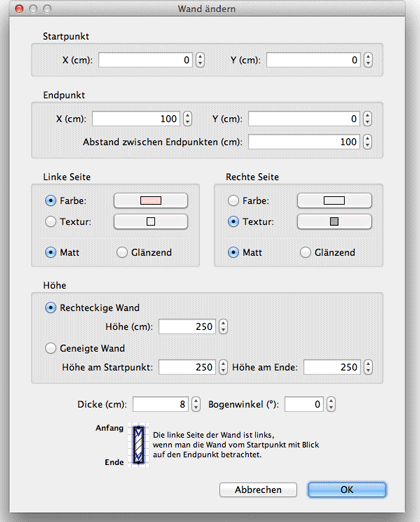 Wand ändern
Startpunkt
X (cm): 0 Y (cm): 0
Endpunkt
X (cm): 100 Y (cm): 0
Abstand zwischen Endpunkten (cm): 100
Linke Seite Rechte Seite
Farbe: Farbe:
Textur: Textur:
Matt Glänzend Matt Glänzend
Höhe
Rechteckige Wand
Höhe (cm): 250
Geneigte Wand
Höhe am Startpunkt: 250 Höhe am Ende: 250
Dicke (cm): 8 Bogenwinkel (°): 0
Anfang
Die linke Seite der Wand ist links,
wenn man die Wand vom Startpunkt mit Blick
auf den Endpunkt betrachtet.
Ende
Abbrechen OK